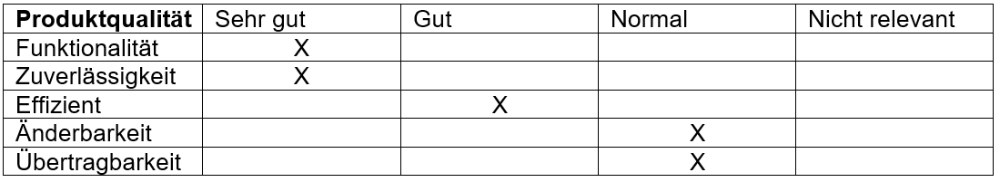 Produktqualität Sehr gut Gut Normal Nicht relevant
Funktionalität X
Zuverlässigkeit X
Effizient X
Änderbarkeit X
Übertragbarkeit X